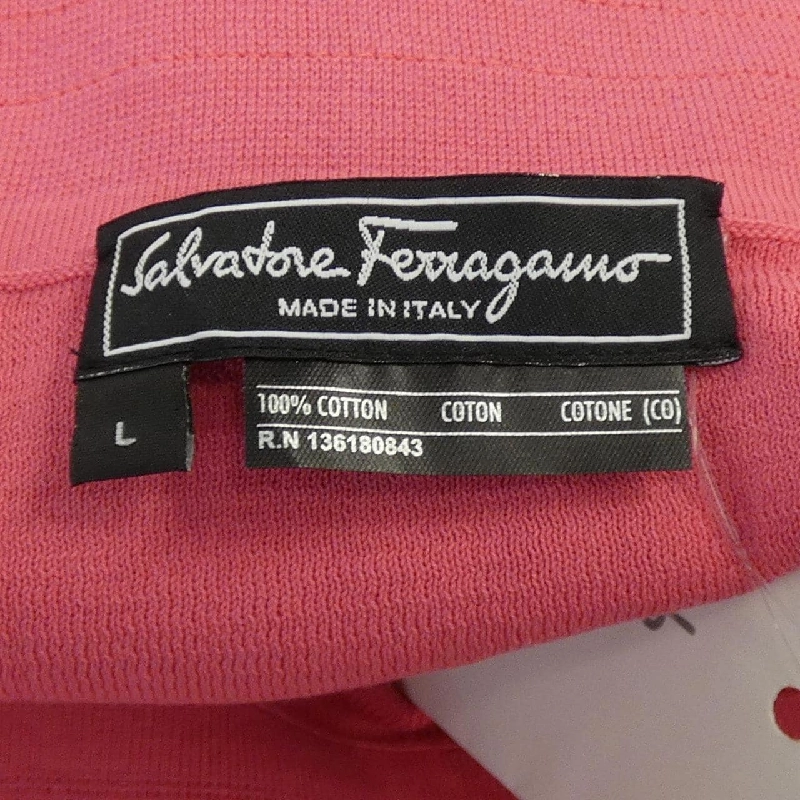 Salvatore Ferragamo
MADE IN ITALY
L
100% COTTON COTON COTONE (CO)
R.N 136180843